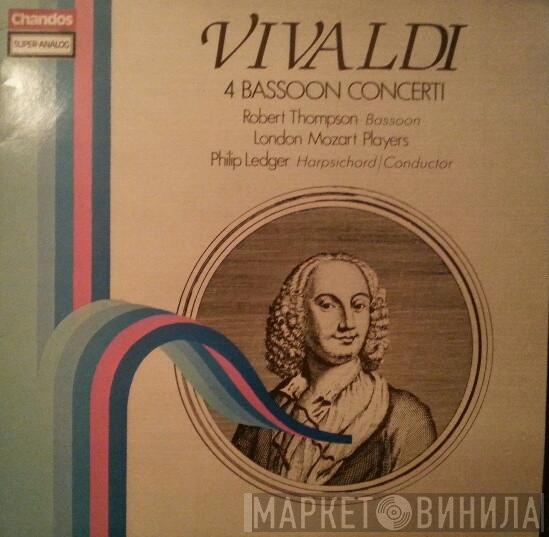 Chandos
SUPER-ANALOG
VIVALDI
4 BASSOON CONCERTI
Robert Thompson Bassoon
London Mozart Players
Philip Ledger Harpsichord/Conductor
МАРКЕТ ВИНИЛА